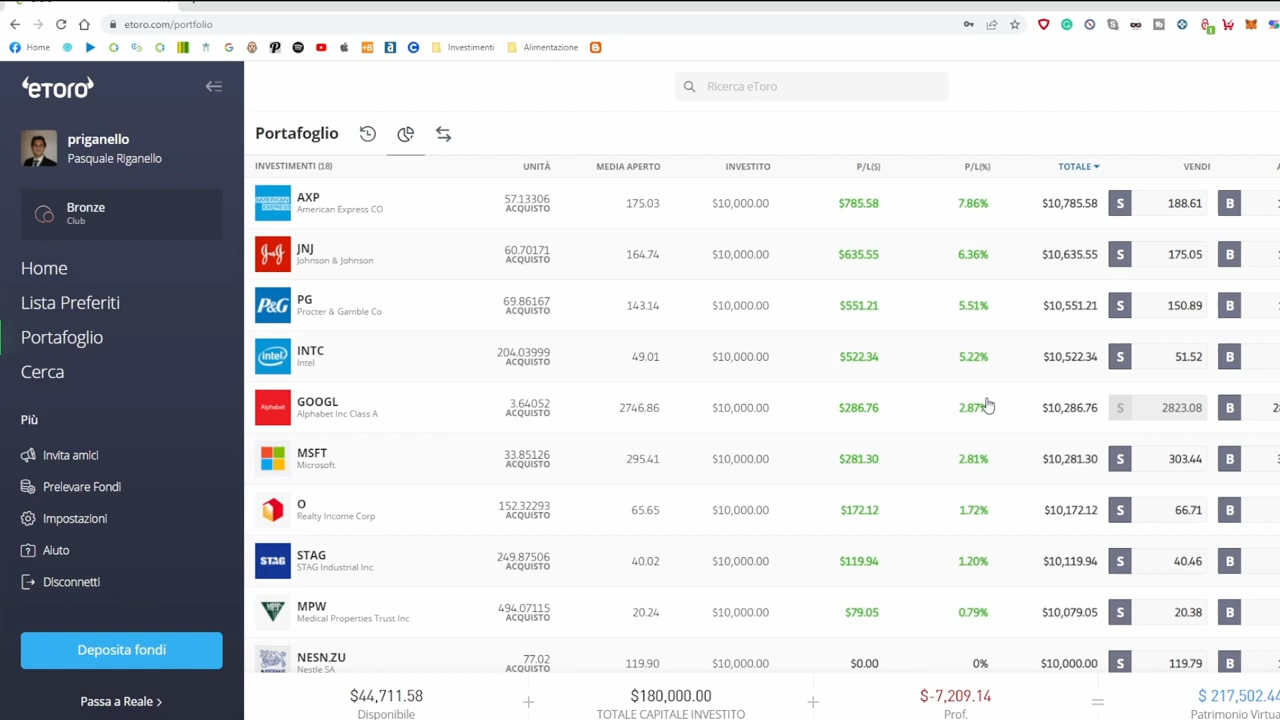 etoro.com/portfolio
Home
Investimenti
Alimentazione
eToro
Ricerca eToro
priganello
Pasquale Riganello
Bronze
Club
Home
Lista Preferiti
Portafoglio
Cerca
Più
Invita amici
Prelevare Fondi
Impostazioni
Aiuto
Disconnetti
Deposita fondi
Passa a Reale >
Portafoglio
INVESTIMENTI (18) UNITÀ MEDIA APERTO INVESTITO P/L($) P/L(%) TOTALE VENDI
AXP 57.13306 175.03 $10,000.00 $785.58 7.86% $10,785.58 S 188.61 B
American Express CO ACQUISTO
JNJ 60.70171 164.74 $10,000.00 $635.55 6.36% $10,635.55 S 175.05 B
Johnson & Johnson ACQUISTO
PG 69.86167 143.14 $10,000.00 $551.21 5.51% $10,551.21 S 150.89 B
Procter & Gamble Co ACQUISTO
INTC 204.03999 49.01 $10,000.00 $522.34 5.22% $10,522.34 S 51.52 B
Intel ACQUISTO
GOOGL 3.64052 2746.86 $10,000.00 $286.76 2.87% $10,286.76 S 2823.08 B
Alphabet Inc Class A ACQUISTO
MSFT 33.85126 295.41 $10,000.00 $281.30 2.81% $10,281.30 S 303.44 B
Microsoft ACQUISTO
O 152.32293 65.65 $10,000.00 $172.12 1.72% $10,172.12 S 66.71 B
Realty Income Corp ACQUISTO
STAG 249.87506 40.02 $10,000.00 $119.94 1.20% $10,119.94 S 40.46 B
STAG Industrial Inc. ACQUISTO
MPW 494.07115 20.24 $10,000.00 $79.05 0.79% $10,079.05 S 20.38 B
Medical Properties Trust Inc ACQUISTO
NESN.ZU 77.02 119.90 $10,000.00 $0.00 0% $10,000.00 S 119.79 B
Nestle SA ACQUISTO
$44,711.58 + $180,000.00 + $-7,209.14 = $ 217,502.44
Disponibile TOTALE CAPITALE INVESTITO Prof. Patrimonio Virtua